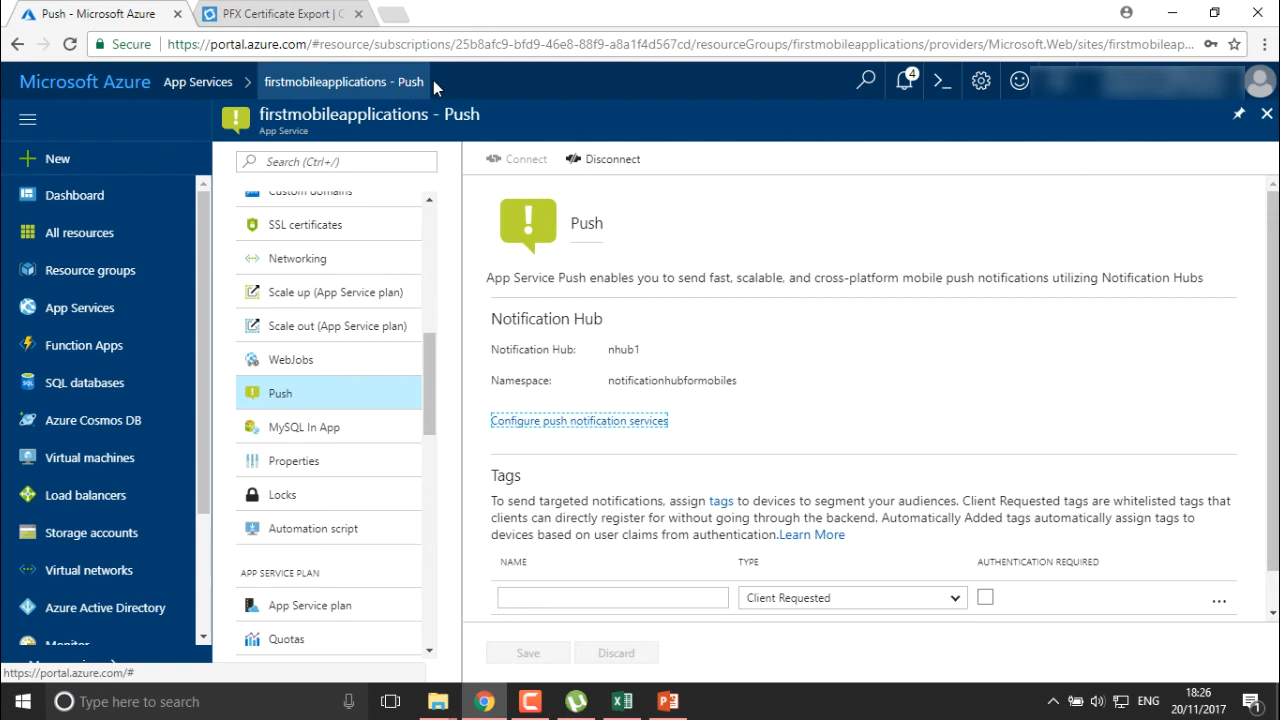 Push - Microsoft Azure
PFX Certificate Export | C
Secure
https://portal.azure.com/#resource/subscriptions/25b8afc9-bfd9-46e8-88f9-a8a1f4d567cd/resourceGroups/firstmobileapplications/providers/Microsoft.Web/sites/firstmobileap...
Microsoft Azure App Services firstmobileapplications - Push
4
firstmobileapplications - Push
App Service
New
Dashboard
All resources
Resource groups
App Services
Function Apps
SQL databases
Azure Cosmos DB
Virtual machines
Load balancers
Storage accounts
Virtual networks
Azure Active Directory
Monitor
https://portal.azure.com/#
Search (Ctrl+/)
Custom domains
SSL certificates
Networking
Scale up (App Service plan)
Scale out (App Service plan)
WebJobs
Push
MySQL In App
Properties
Locks
Automation script
APP SERVICE PLAN
App Service plan
Quotas
Connect Disconnect
Push
App Service Push enables you to send fast, scalable, and cross-platform mobile push notifications utilizing Notification Hubs
Notification Hub
Notification Hub: nhub1
Namespace: notificationhubformobiles
Configure push notification services
Tags
To send targeted notifications, assign tags to devices to segment your audiences. Client Requested tags are whitelisted tags that
clients can directly register for without going through the backend. Automatically Added tags automatically assign tags to
devices based on user claims from authentication.Learn More
NAME TYPE AUTHENTICATION REQUIRED
Client Requested
...
Save Discard
Type here to search
ENG
18:26
20/11/2017
1